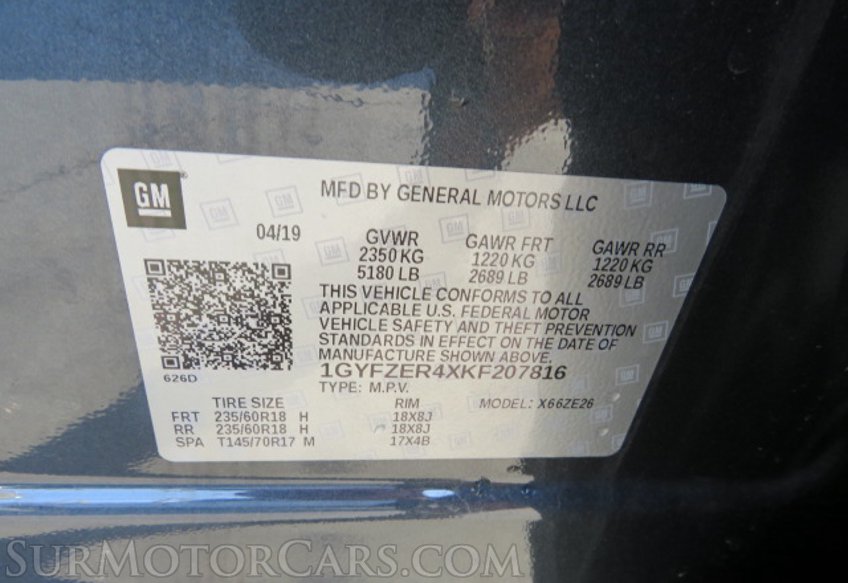 GM
MFD BY GENERAL MOTORS LLC
04/19
GVWR GAWR FRT GAWR RR
2350 KG 1220 KG 1220 KG
5180 LB 2689 LB 2689 LB
THIS VEHICLE CONFORMS TO ALL
APPLICABLE U.S. FEDERAL MOTOR
VEHICLE SAFETY AND THEFT PREVENTION
STANDARDS IN EFFECT ON THE DATE OF
MANUFACTURE SHOWN ABOVE.
626D
1GYFZER4XKF207816
TYPE: M.P.V.
TIRE SIZE RIM MODEL: X66ZE26
FRT 235/60R18 H 18X8J
RR 235/60R18 H 18X8J
SPA T145/70R17 M 17X4B
SURMOTORCARS.COM